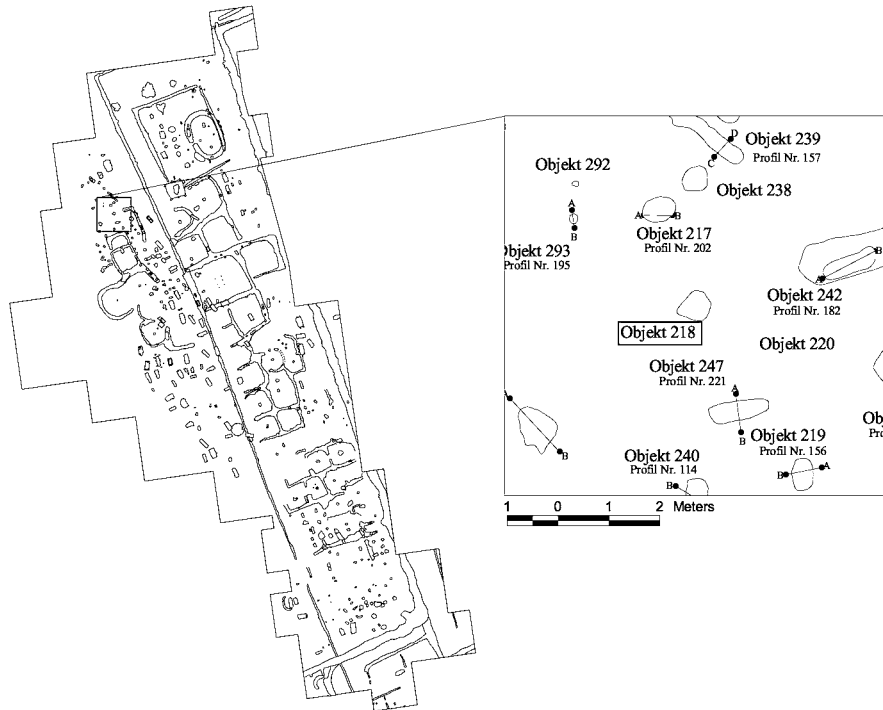 D
Objekt 239
C
Profil Nr. 157
Objekt 292
Objekt 238
A
A B
B
Objekt 217
Profil Nr. 202
Objekt 293
Profil Nr. 195
B
A
Objekt 242
Profil Nr. 182
Objekt 218
Objekt 220
Objekt 247
Profil Nr. 221
A
A
B
B
Objekt 219
Profil Nr. 156
Objekt 240
Profil Nr. 114
B
B A
1 0 1 2 Meters